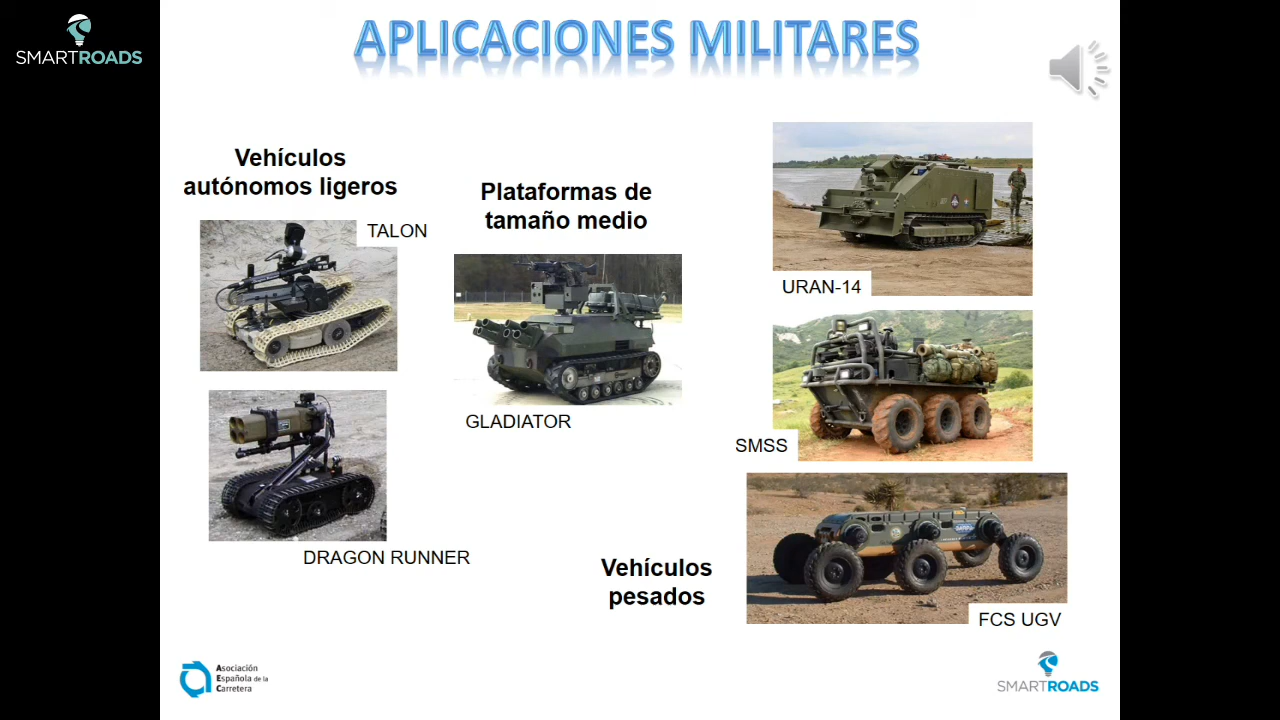 SMARTROADS
APLICACIONES MILITARES
Vehículos
autónomos ligeros
TALON
DRAGON RUNNER
Plataformas de
tamaño medio
GLADIATOR
URAN-14
SMSS
Vehículos
pesados
FCS UGV
Asociación
Española de la
Carretera
SMARTROADS